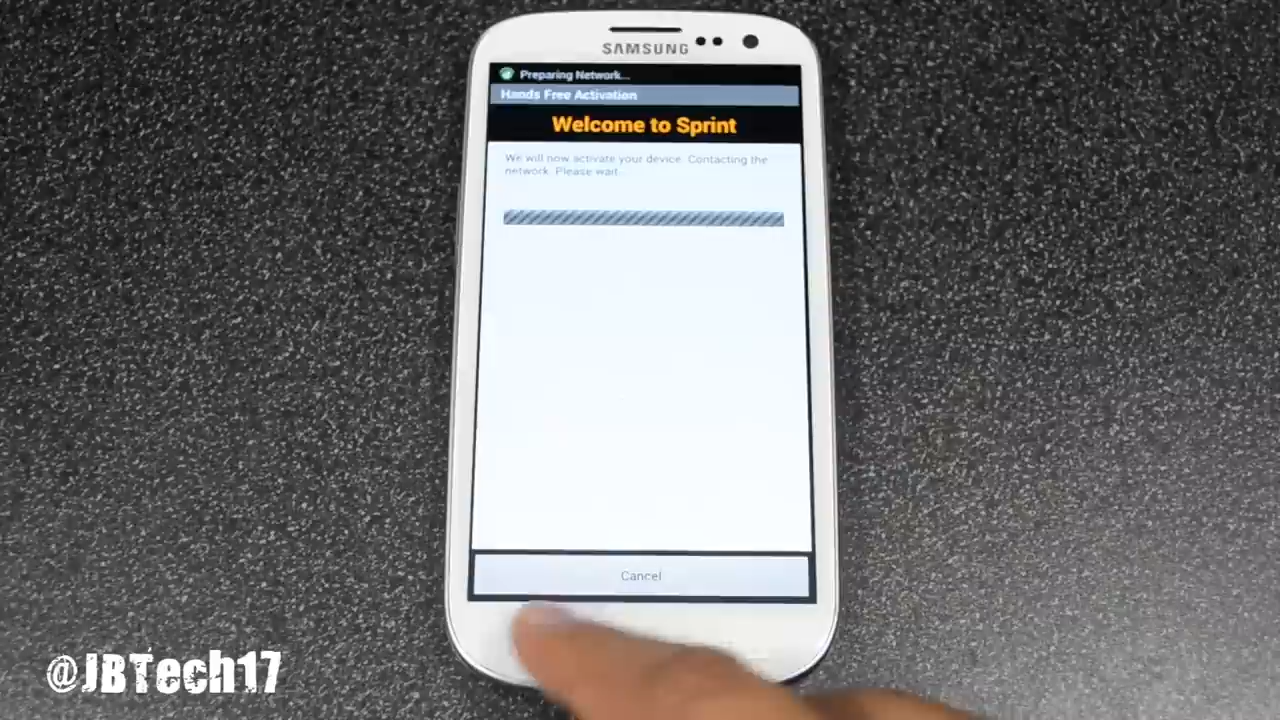 SAMSUNG
Preparing Network...
Hands Free Activation
Welcome to Sprint
We will now activate your device. Contacting the
network. Please wait...
Cancel
@JBTech17